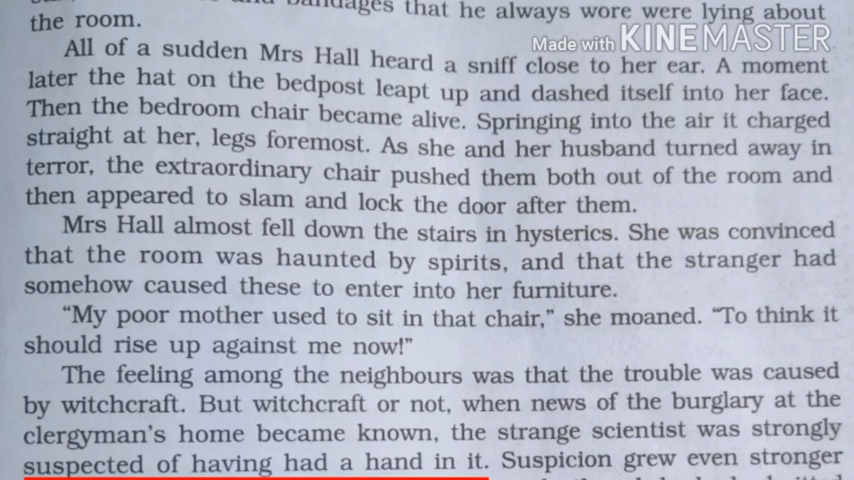 bandages that he always wore were lying about
the room.
Made with KINEMASTER
All of a sudden Mrs Hall heard a sniff close to her ear. A moment
later the hat on the bedpost leapt up and dashed itself into her face.
Then the bedroom chair became alive. Springing into the air it charged
straight at her, legs foremost. As she and her husband turned away in
terror, the extraordinary chair pushed them both out of the room and
then appeared to slam and lock the door after them.
Mrs Hall almost fell down the stairs in hysterics. She was convinced
that the room was haunted by spirits, and that the stranger had
somehow caused these to enter into her furniture.
“My poor mother used to sit in that chair,” she moaned. “To think it
should rise up against me now!”
The feeling among the neighbours was that the trouble was caused
by witchcraft. But witchcraft or not, when news of the burglary at the
clergyman's home became known, the strange scientist was strongly
suspected of having had a hand in it. Suspicion grew even stronger